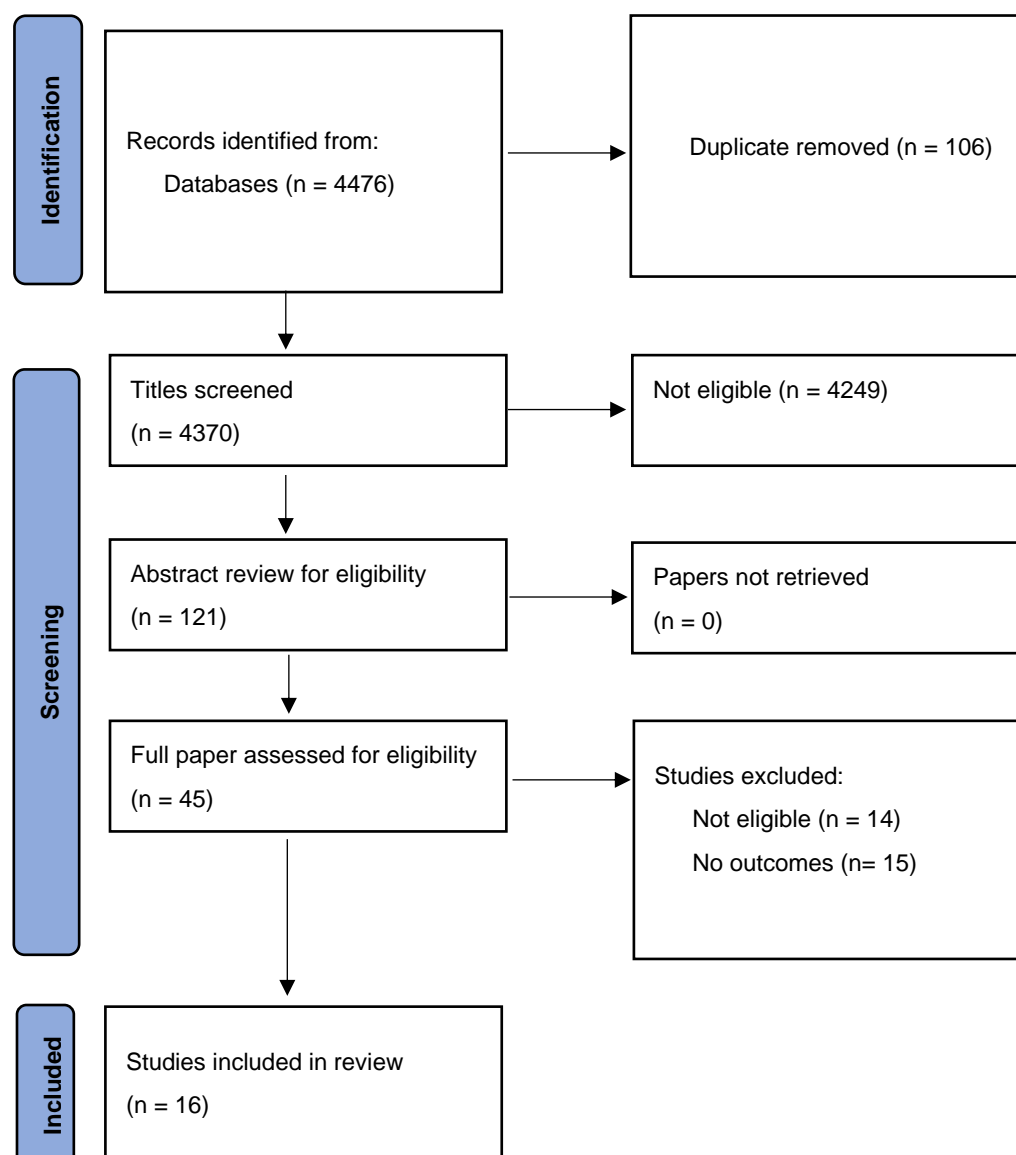 Identification
Records identified from:
Databases (n = 4476)
Duplicate removed (n = 106)
Screening
Titles screened
(n = 4370)
Not eligible (n = 4249)
Abstract review for eligibility
(n = 121)
Papers not retrieved
(n = 0)
Full paper assessed for eligibility
(n = 45)
Studies excluded:
Not eligible (n = 14)
No outcomes (n= 15)
Included
Studies included in review
(n = 16)